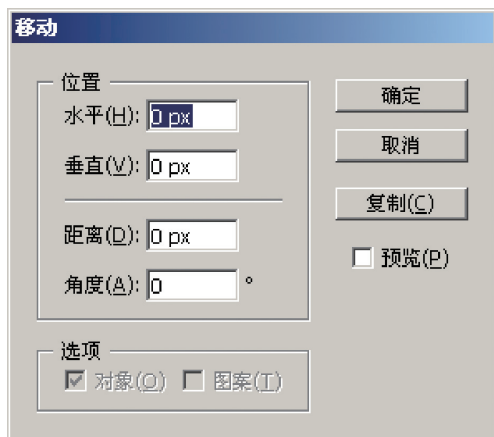 移动
位置
水平(H): 0 px
垂直(V): 0 px
距离(D): 0 px
角度(A): 0 °
选项
对象(O) 图案(T)
确定
取消
复制(C)
预览(P)